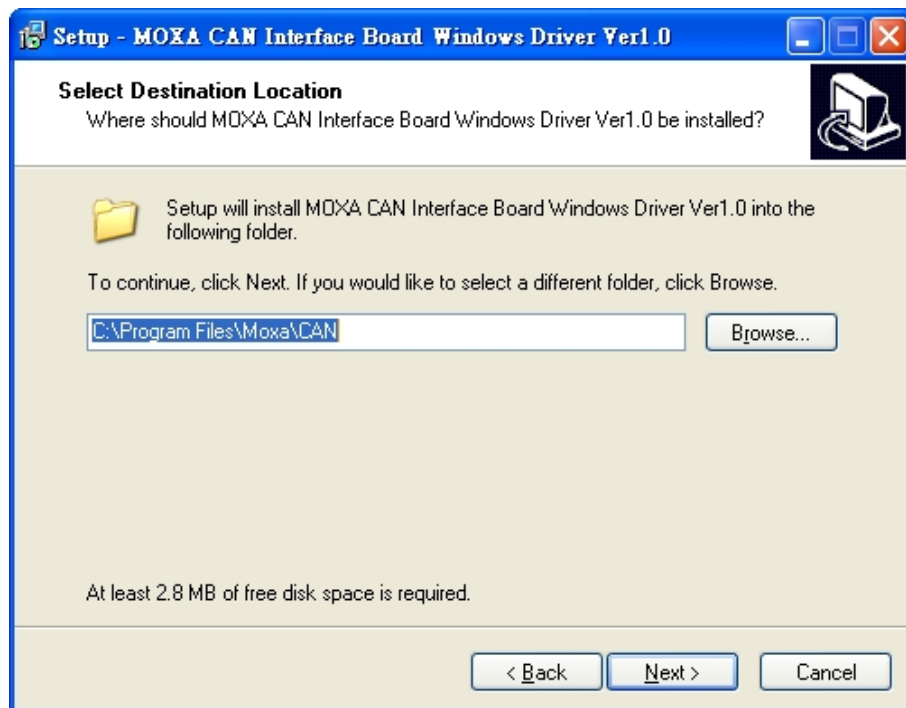 Setup - MOXA CAN Interface Board Windows Driver Ver1.0
Select Destination Location
Where should MOXA CAN Interface Board Windows Driver Ver1.0 be installed?
Setup will install MOXA CAN Interface Board Windows Driver Ver1.0 into the
following folder.
To continue, click Next. If you would like to select a different folder, click Browse.
C:\Program Files\Moxa\CAN
Browse...
At least 2.8 MB of free disk space is required.
< Back Next > Cancel